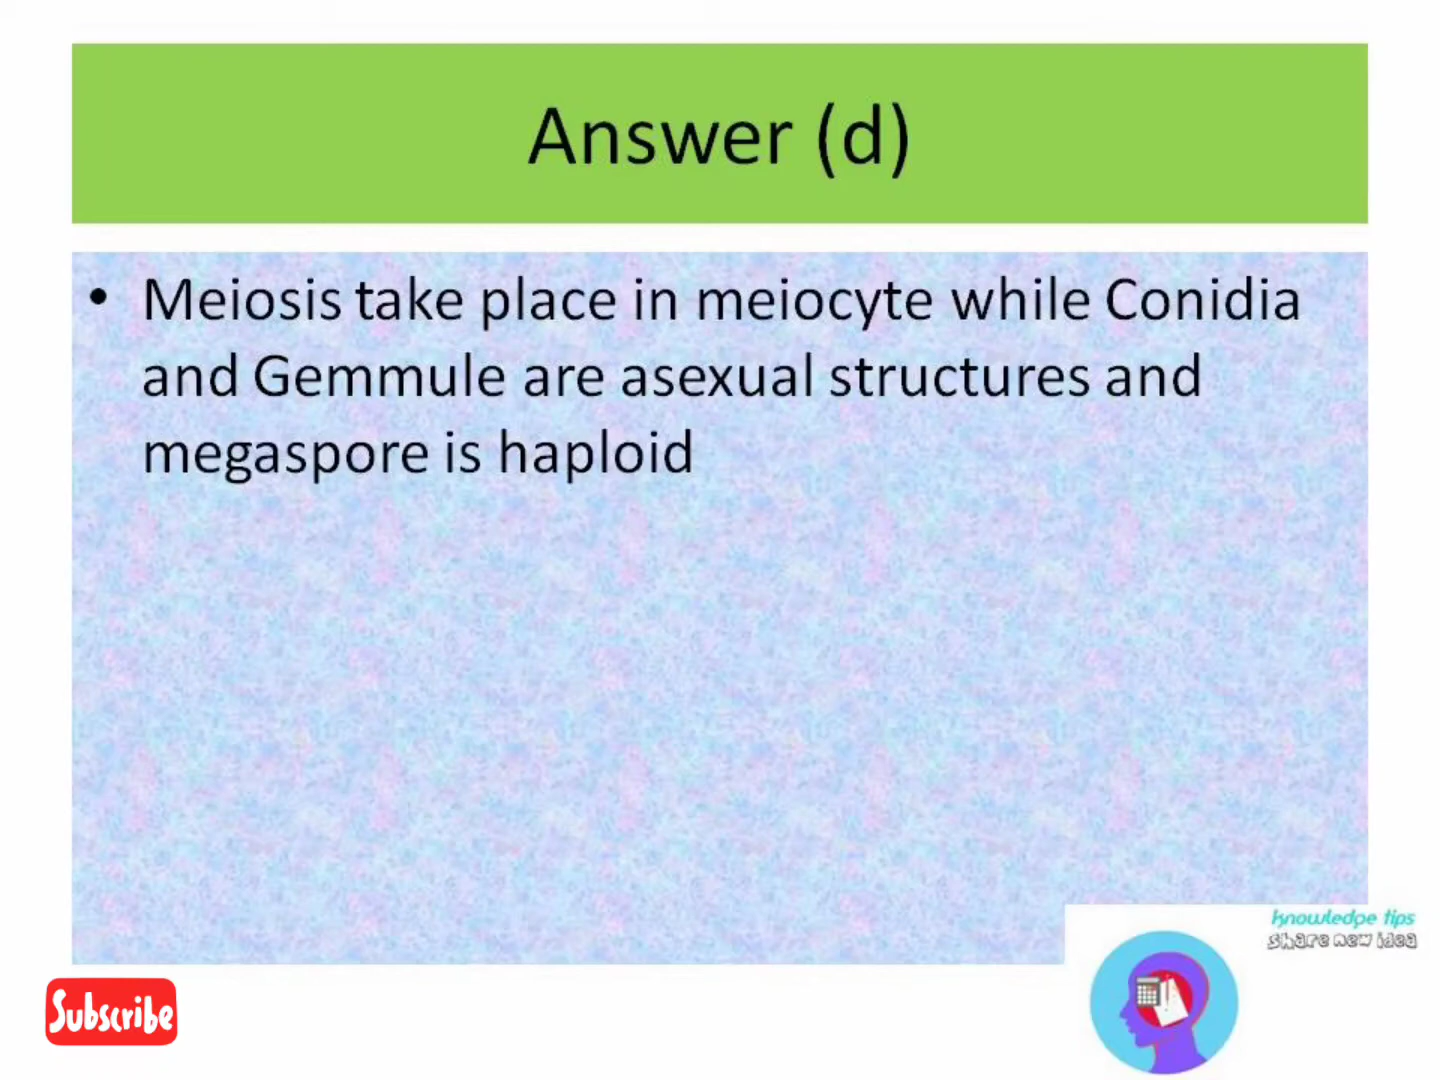 Answer (d)
• Meiosis take place in meiocyte while Conidia
and Gemmule are asexual structures and
megaspore is haploid
knowledge tips
share new idea
Subscribe